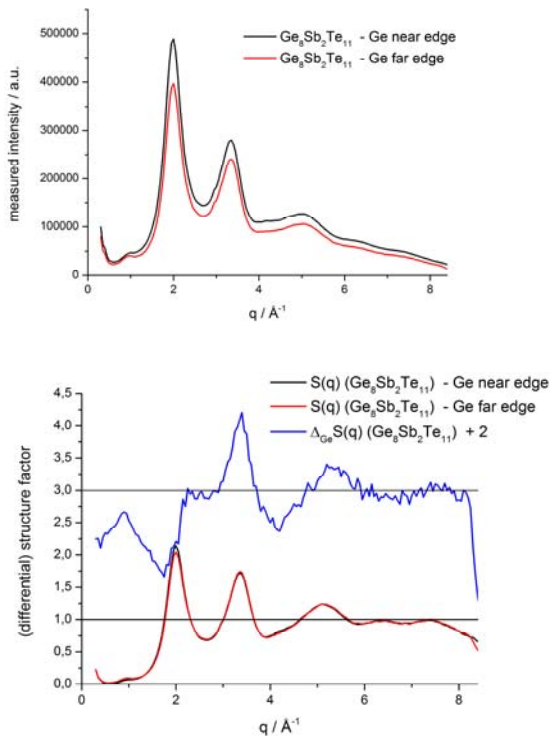 Ge₈Sb₂Te₁₁ - Ge near edge
Ge₈Sb₂Te₁₁ - Ge far edge
measured intensity / a.u.
500000
400000
300000
200000
100000
0
0 2 4 6 8
q / Å⁻¹
S(q) (Ge₈Sb₂Te₁₁) - Ge near edge
S(q) (Ge₈Sb₂Te₁₁) - Ge far edge
Δ_Ge S(q) (Ge₈Sb₂Te₁₁) + 2
(differential) structure factor
4,5
4,0
3,5
3,0
2,5
2,0
1,5
1,0
0,5
0,0
0 2 4 6 8
q / Å⁻¹